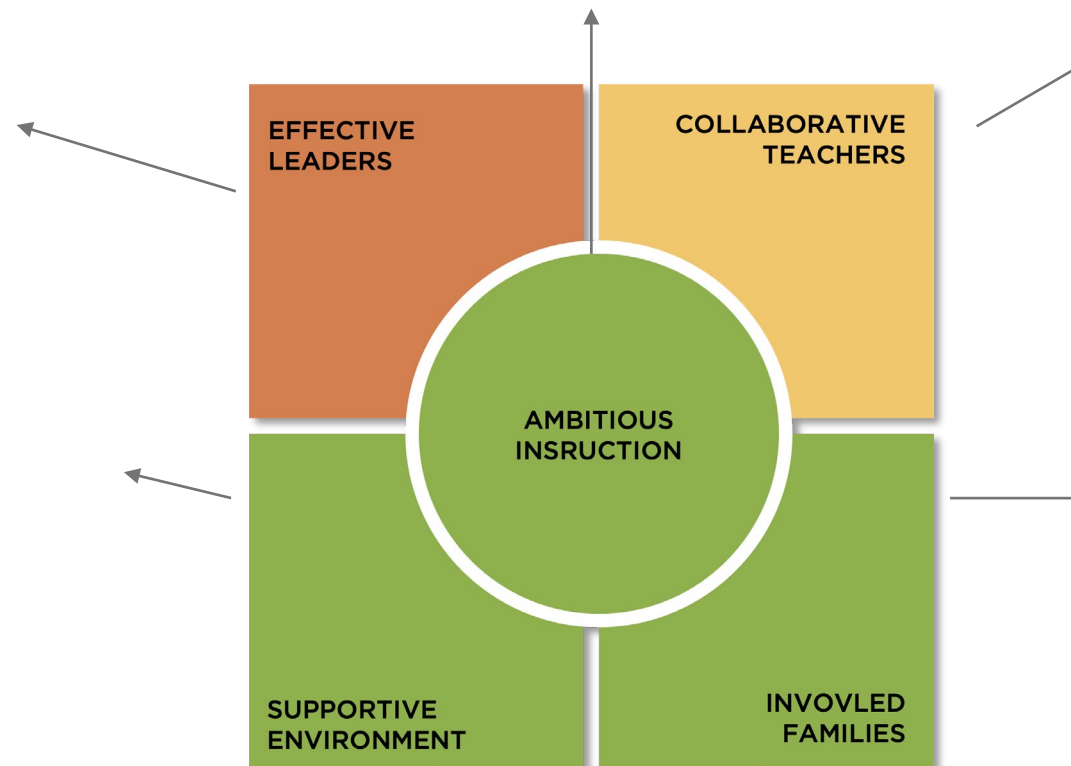 EFFECTIVE
LEADERS
COLLABORATIVE
TEACHERS
AMBITIOUS
INSRUCTION
SUPPORTIVE
ENVIRONMENT
INVOVLED
FAMILIES